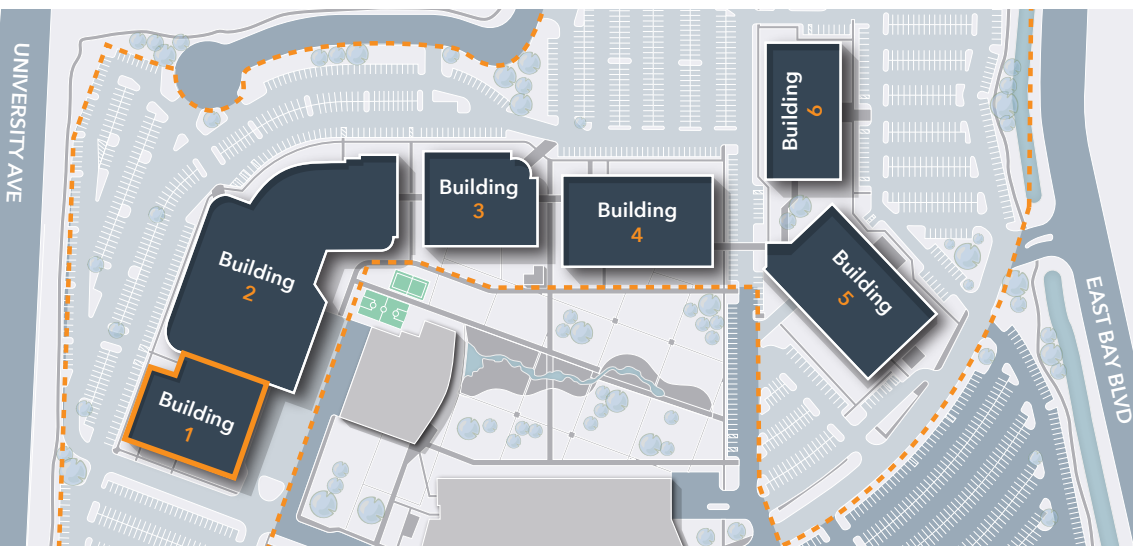 UNIVERSITY AVE
Building
1
Building
2
Building
3
Building
4
Building
5
Building
6
EAST BAY BLVD